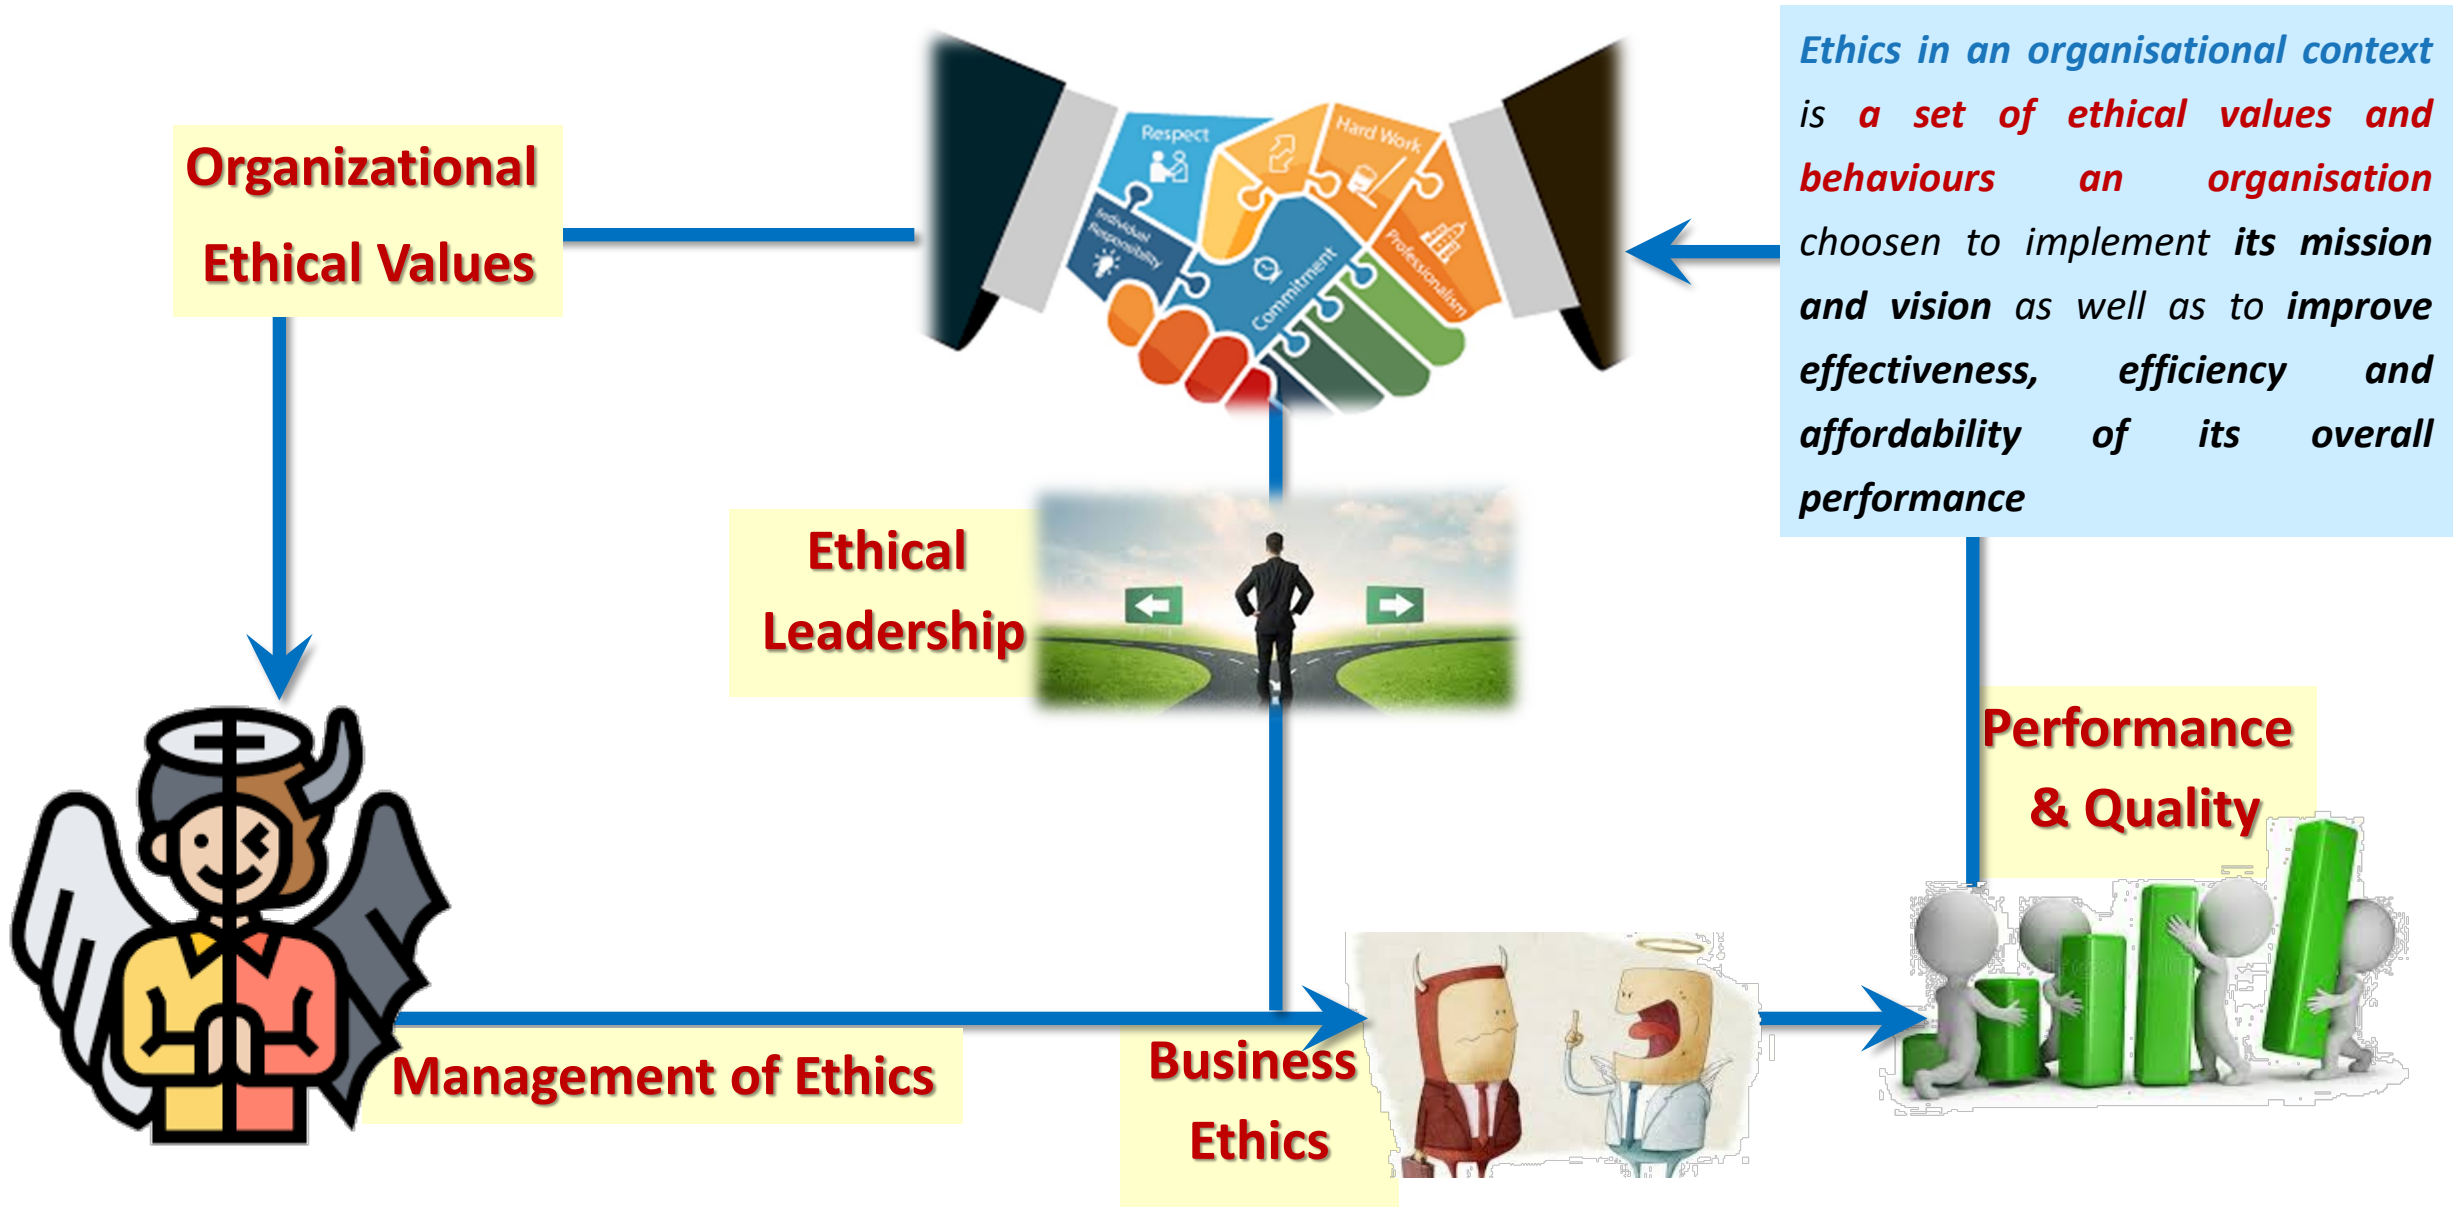 Ethics in an organisational context
is a set of ethical values and
behaviours an organisation
choosen to implement its mission
and vision as well as to improve
effectiveness, efficiency and
affordability of its overall
performance
Organizational
Ethical Values
Respect
Hard Work
Individual
Responsibility
Commitment
Professionalism
Ethical
Leadership
Performance
& Quality
Management of Ethics
Business
Ethics